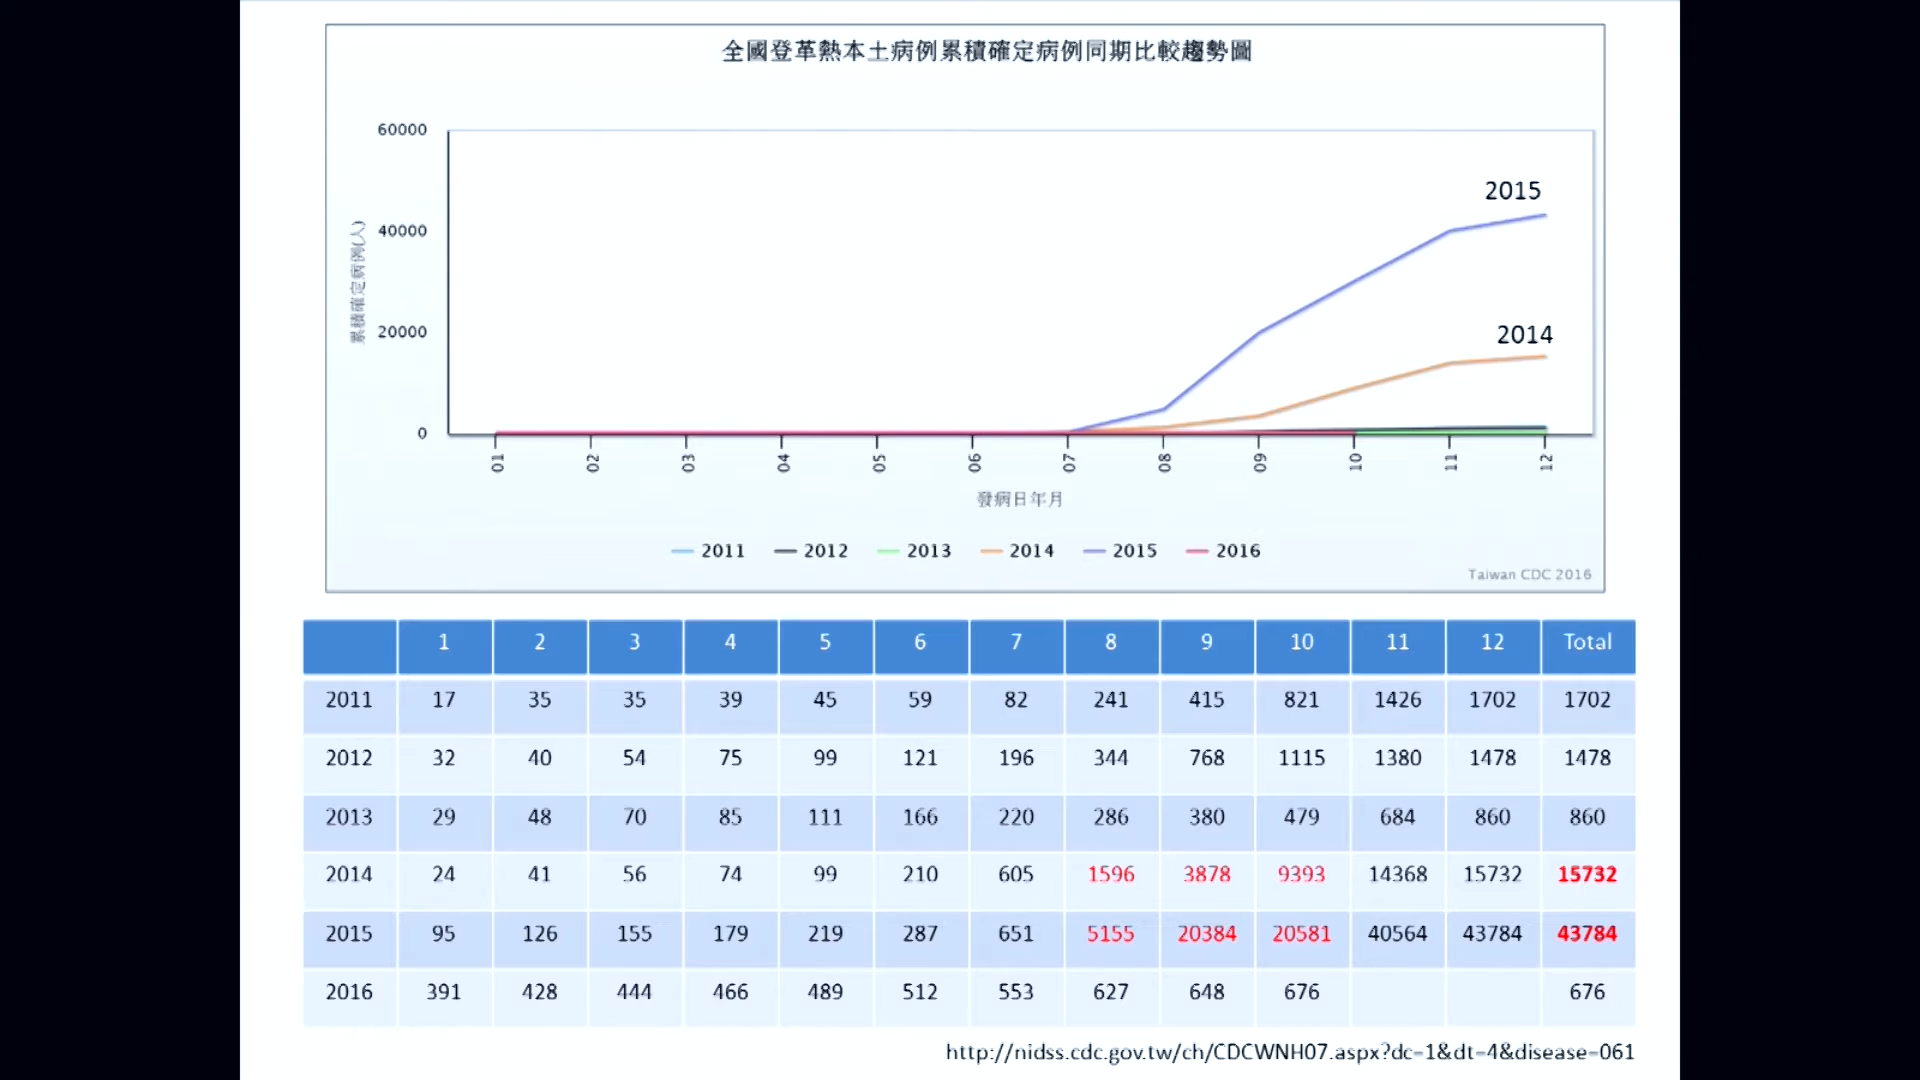 全國登革熱本土病例累積確定病例同期比較趨勢圖
累積確定病例(人)
60000
40000
20000
0
2015
2014
01 02 03 04 05 06 07 08 09 10 11 12
發病日年月
2011 2012 2013 2014 2015 2016
Taiwan CDC 2016
1 2 3 4 5 6 7 8 9 10 11 12 Total
2011 17 35 35 39 45 59 82 241 415 821 1426 1702 1702
2012 32 40 54 75 99 121 196 344 768 1115 1380 1478 1478
2013 29 48 70 85 111 166 220 286 380 479 684 860 860
2014 24 41 56 74 99 210 605 1596 3878 9393 14368 15732 15732
2015 95 126 155 179 219 287 651 5155 20384 20581 40564 43784 43784
2016 391 428 444 466 489 512 553 627 648 676 676
http://nidss.cdc.gov.tw/ch/CDCWNH07.aspx?dc=1&dt=4&disease=061